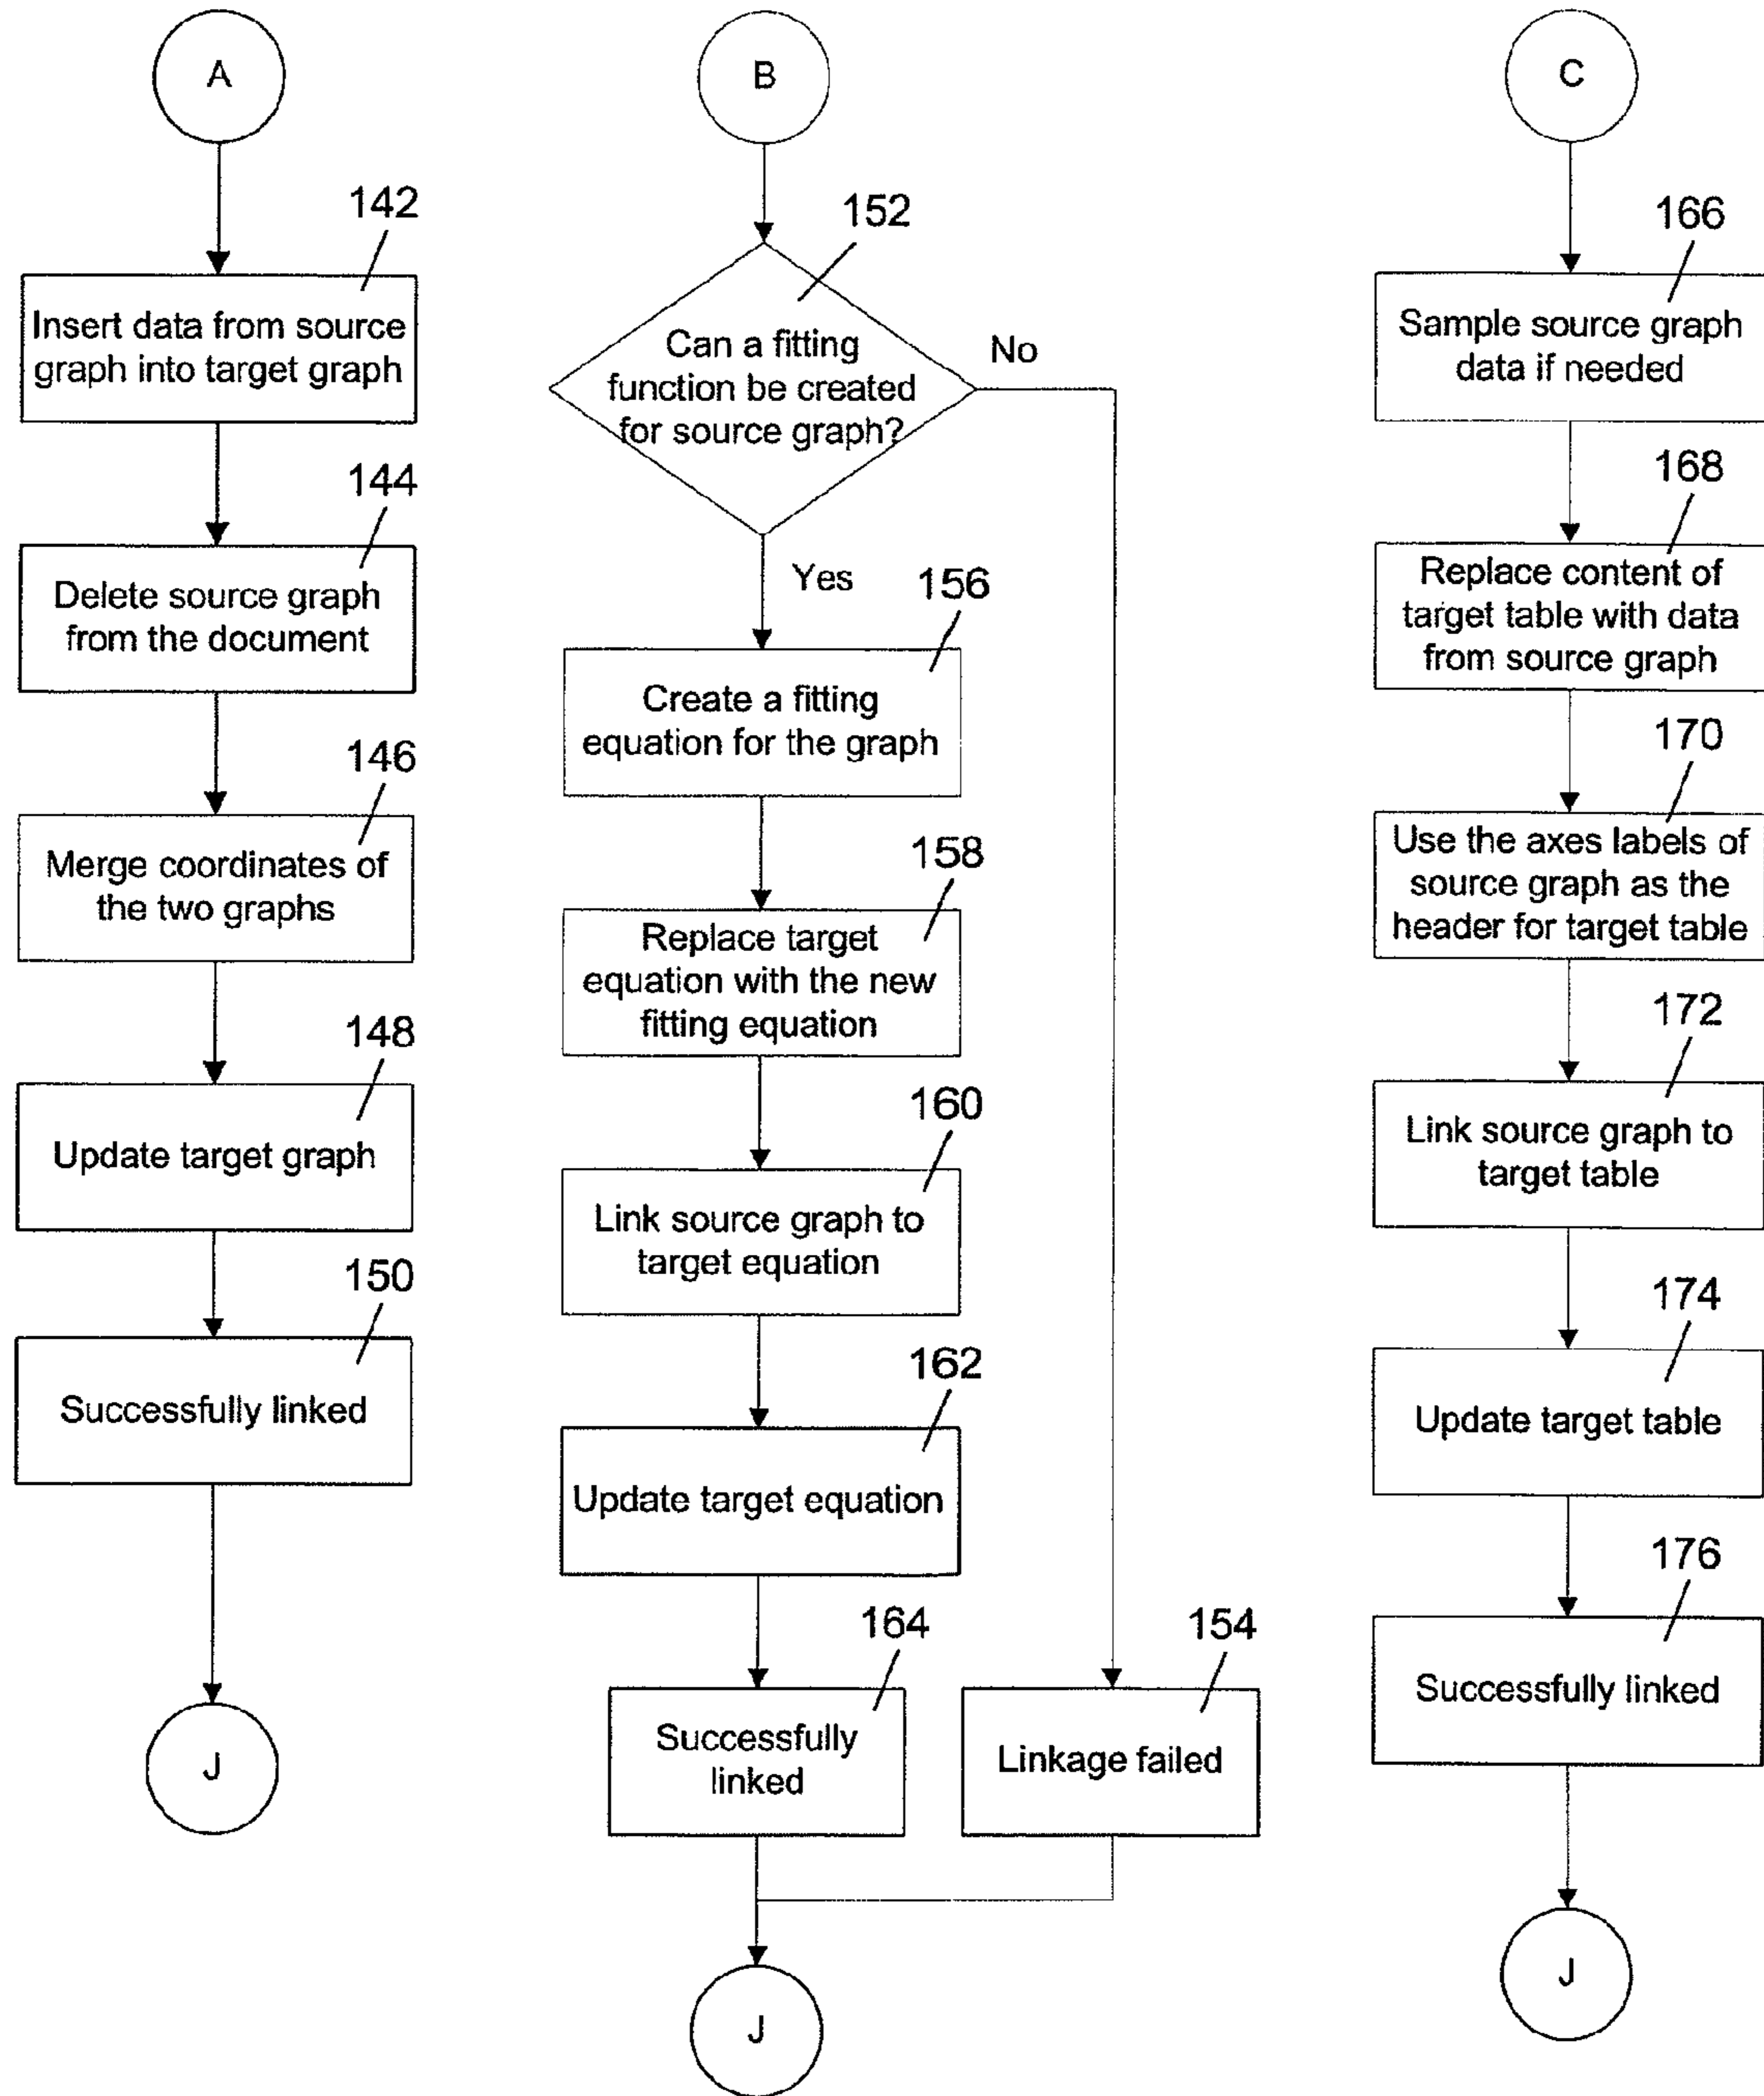 A
142
Insert data from source
graph into target graph
144
Delete source graph
from the document
146
Merge coordinates of
the two graphs
148
Update target graph
150
Successfully linked
J
B
152
Can a fitting
function be created
for source graph?
No
Yes
156
Create a fitting
equation for the graph
158
Replace target
equation with the new
fitting equation
160
Link source graph to
target equation
162
Update target equation
164
Successfully
linked
154
Linkage failed
J
C
166
Sample source graph
data if needed
168
Replace content of
target table with data
from source graph
170
Use the axes labels of
source graph as the
header for target table
172
Link source graph to
target table
174
Update target table
176
Successfully linked
J